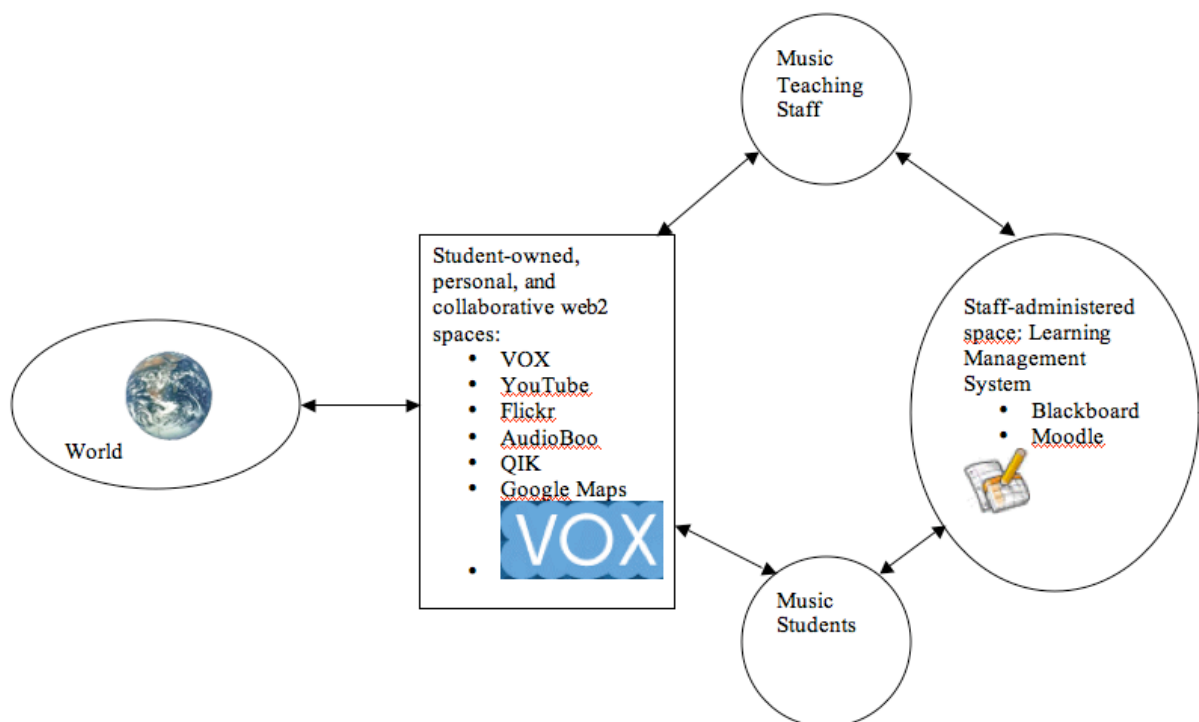 Music
Teaching
Staff
Student-owned,
personal, and
collaborative web2
spaces:
• VOX
• YouTube
• Flickr
• AudioBoo
• QIK
• Google Maps
• VOX
World
Staff-administered
space: Learning
Management
System
• Blackboard
• Moodle
Music
Students